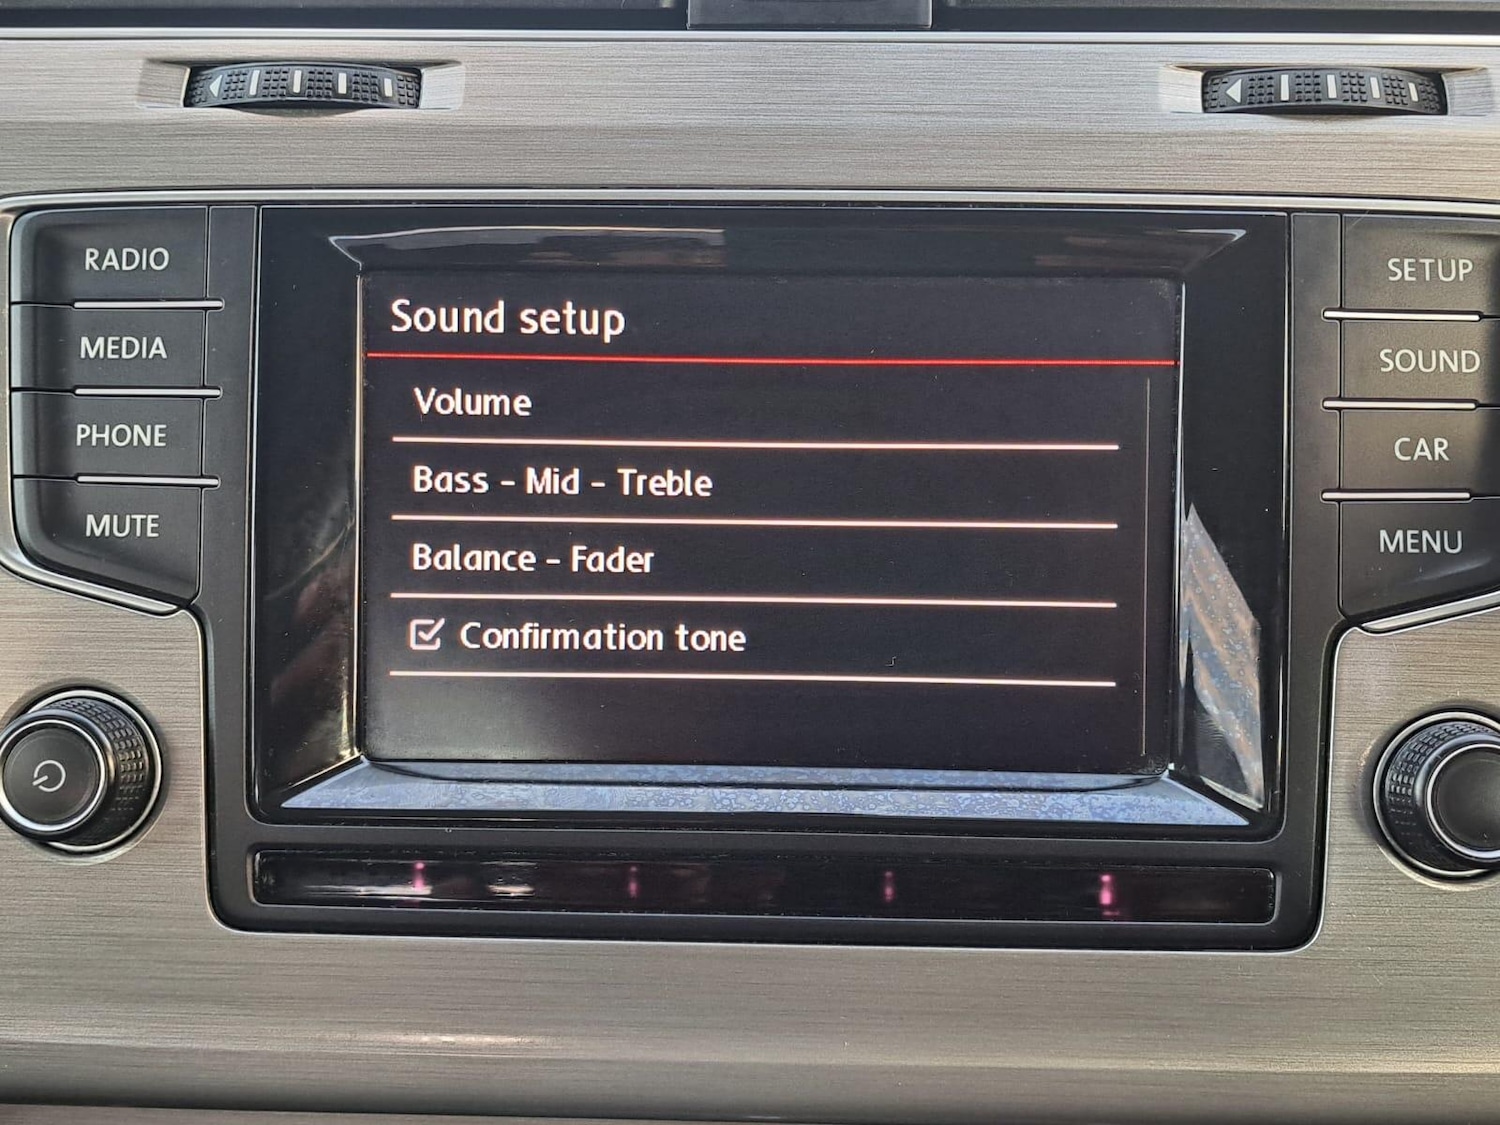 RADIO
MEDIA
PHONE
MUTE
Sound setup
Volume
Bass - Mid - Treble
Balance - Fader
Confirmation tone
SETUP
SOUND
CAR
MENU